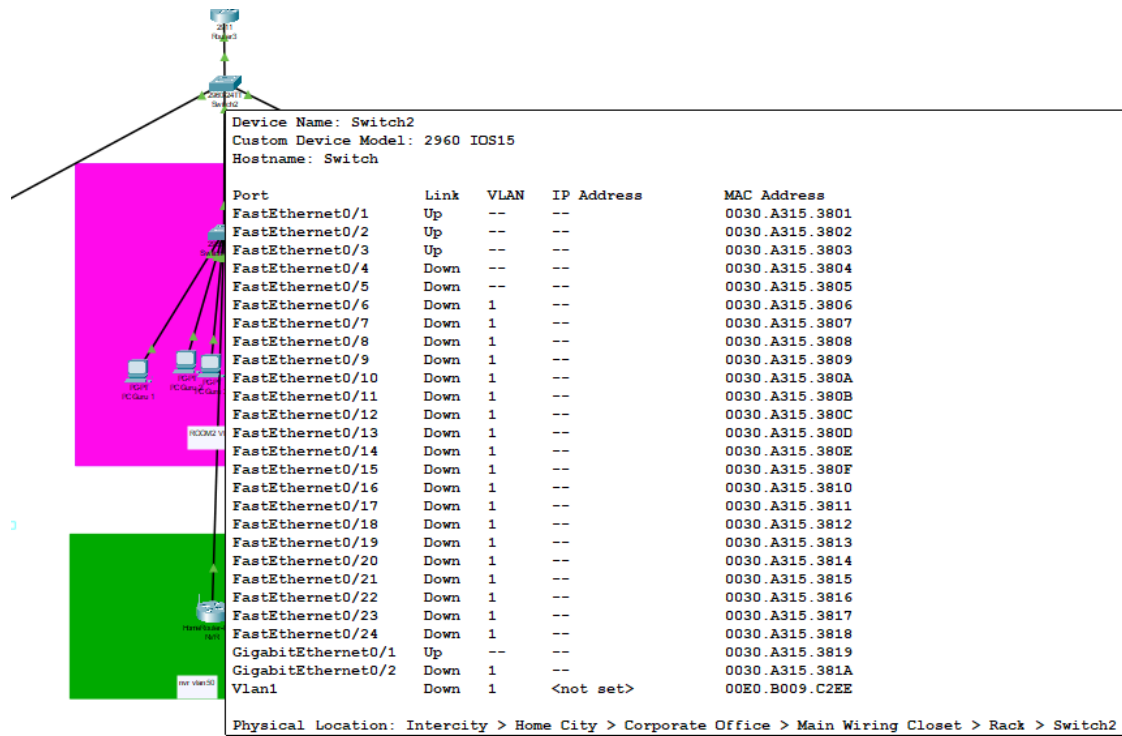 2911
Router3
2960-24TT
Switch2
Device Name: Switch2
Custom Device Model: 2960 IOS15
Hostname: Switch
Port Link VLAN IP Address MAC Address
FastEthernet0/1 Up -- -- 0030.A315.3801
FastEthernet0/2 Up -- -- 0030.A315.3802
FastEthernet0/3 Up -- -- 0030.A315.3803
FastEthernet0/4 Down -- -- 0030.A315.3804
FastEthernet0/5 Down -- -- 0030.A315.3805
FastEthernet0/6 Down 1 -- 0030.A315.3806
FastEthernet0/7 Down 1 -- 0030.A315.3807
FastEthernet0/8 Down 1 -- 0030.A315.3808
FastEthernet0/9 Down 1 -- 0030.A315.3809
FastEthernet0/10 Down 1 -- 0030.A315.380A
FastEthernet0/11 Down 1 -- 0030.A315.380B
FastEthernet0/12 Down 1 -- 0030.A315.380C
FastEthernet0/13 Down 1 -- 0030.A315.380D
FastEthernet0/14 Down 1 -- 0030.A315.380E
FastEthernet0/15 Down 1 -- 0030.A315.380F
FastEthernet0/16 Down 1 -- 0030.A315.3810
FastEthernet0/17 Down 1 -- 0030.A315.3811
FastEthernet0/18 Down 1 -- 0030.A315.3812
FastEthernet0/19 Down 1 -- 0030.A315.3813
FastEthernet0/20 Down 1 -- 0030.A315.3814
FastEthernet0/21 Down 1 -- 0030.A315.3815
FastEthernet0/22 Down 1 -- 0030.A315.3816
FastEthernet0/23 Down 1 -- 0030.A315.3817
FastEthernet0/24 Down 1 -- 0030.A315.3818
GigabitEthernet0/1 Up -- -- 0030.A315.3819
GigabitEthernet0/2 Down 1 -- 0030.A315.381A
Vlan1 Down 1 <not set> 00E0.B009.C2EE
Physical Location: Intercity > Home City > Corporate Office > Main Wiring Closet > Rack > Switch2
PC-PT
PC Guru 1
PC-PT
PC-PT
PC Guru
ROOM2
NVR
nvr vlan50